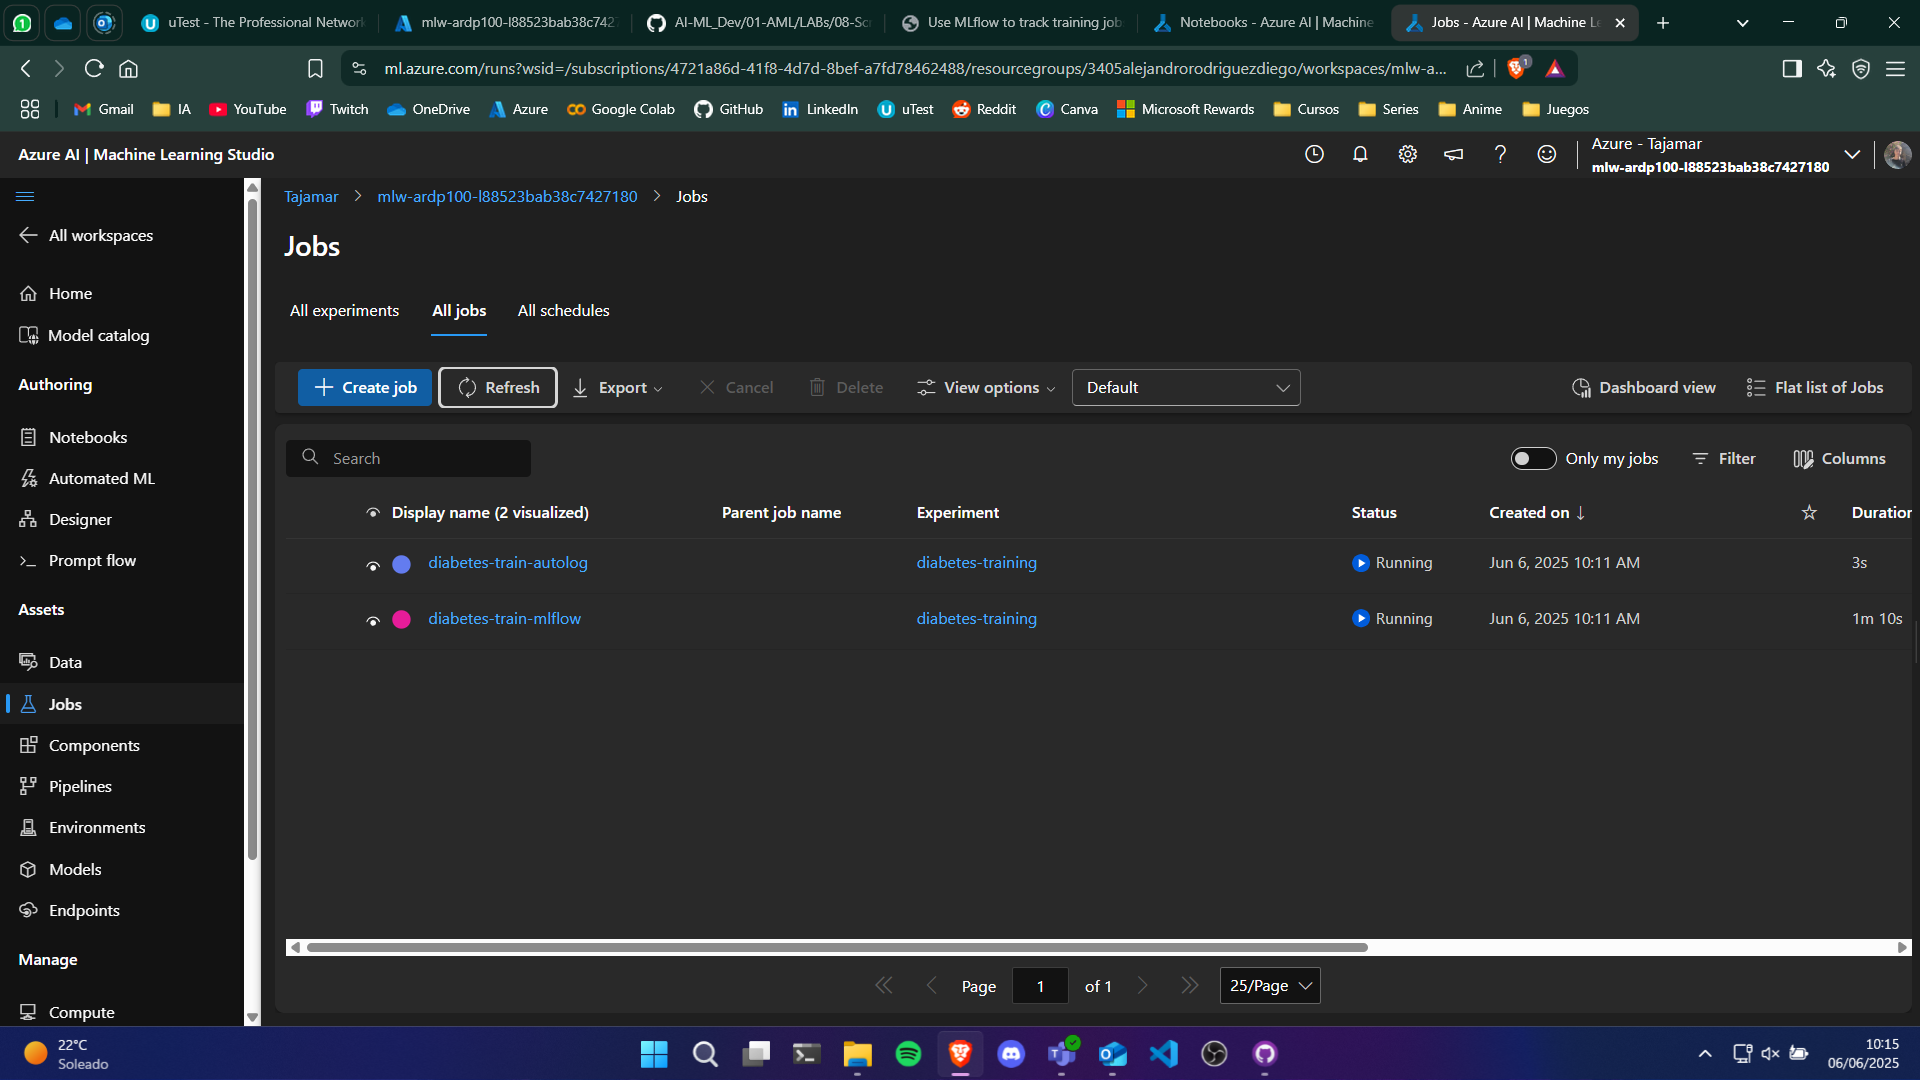 uTest - The Professional Network
mlw-ardp100-l88523bab38c7427
AI-ML_Dev/01-AML/LABs/08-Scr
Use MLflow to track training job
Notebooks - Azure AI | Machine
Jobs - Azure AI | Machine Le
ml.azure.com/runs?wsid=/subscriptions/4721a86d-41f8-4d7d-8bef-a7fd78462488/resourcegroups/3405alejandrorodriguezdiego/workspaces/mlw-a...
1
Gmail
IA
YouTube
Twitch
OneDrive
Azure
Google Colab
GitHub
LinkedIn
uTest
Reddit
Canva
Microsoft Rewards
Cursos
Series
Anime
Juegos
Azure AI | Machine Learning Studio
Azure - Tajamar
mlw-ardp100-l88523bab38c7427180
All workspaces
Home
Model catalog
Authoring
Notebooks
Automated ML
Designer
Prompt flow
Assets
Data
Jobs
Components
Pipelines
Environments
Models
Endpoints
Manage
Compute
Tajamar > mlw-ardp100-l88523bab38c7427180 > Jobs
Jobs
All experiments All jobs All schedules
Create job Refresh Export Cancel Delete View options Default Dashboard view Flat list of Jobs
Search Only my jobs Filter Columns
Display name (2 visualized) Parent job name Experiment Status Created on ↓ Duration
diabetes-train-autolog diabetes-training Running Jun 6, 2025 10:11 AM 3s
diabetes-train-mlflow diabetes-training Running Jun 6, 2025 10:11 AM 1m 10s
Page 1 of 1 25/Page
22°C
Soleado
10:15
06/06/2025